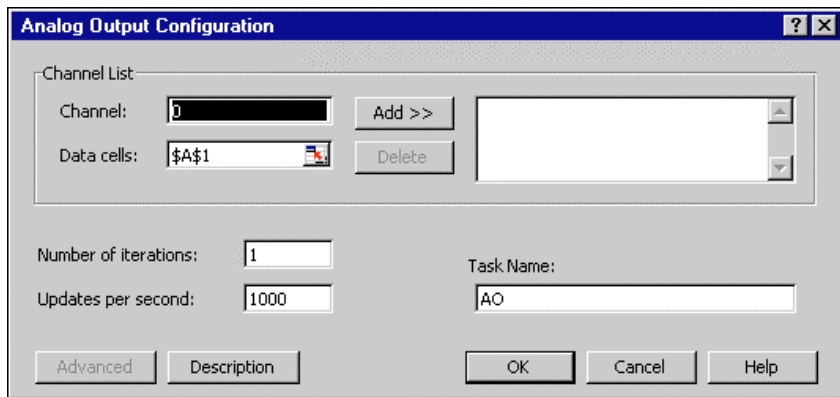 Analog Output Configuration
Channel List
Channel: 0 Add >>
Data cells: $A$1 Delete
Number of iterations: 1
Task Name:
Updates per second: 1000 AO
Advanced Description OK Cancel Help